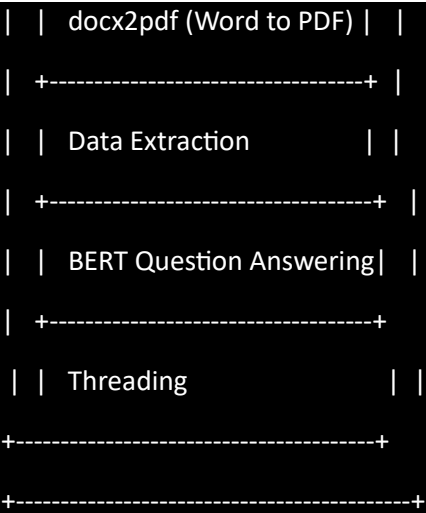 | | docx2pdf (Word to PDF) | |
| +-----------------------------------+ |
| | Data Extraction | |
| +------------------------------------+ |
| | BERT Question Answering| |
| +------------------------------------+
| | Threading | |
+----------------------------------------+
+--------------------------------------------+